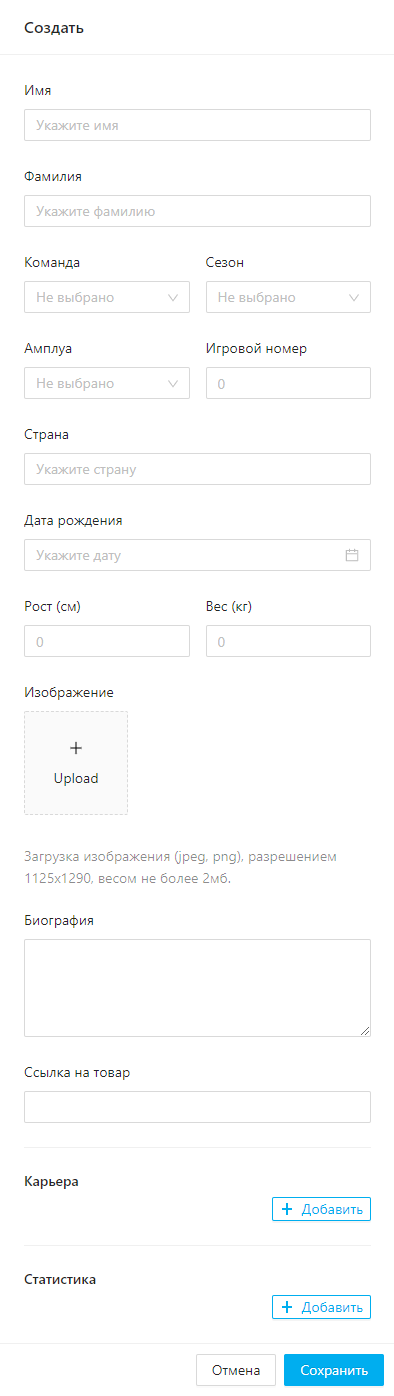 Создать
Имя
Укажите имя
Фамилия
Укажите фамилию
Команда Сезон
Не выбрано Не выбрано
Амплуа Игровой номер
Не выбрано 0
Страна
Укажите страну
Дата рождения
Укажите дату
Рост (см) Вес (кг)
0 0
Изображение
+
Upload
Загрузка изображения (jpeg, png), разрешением
1125x1290, весом не более 2мб.
Биография
Ссылка на товар
Карьера
+ Добавить
Статистика
+ Добавить
Отмена Сохранить